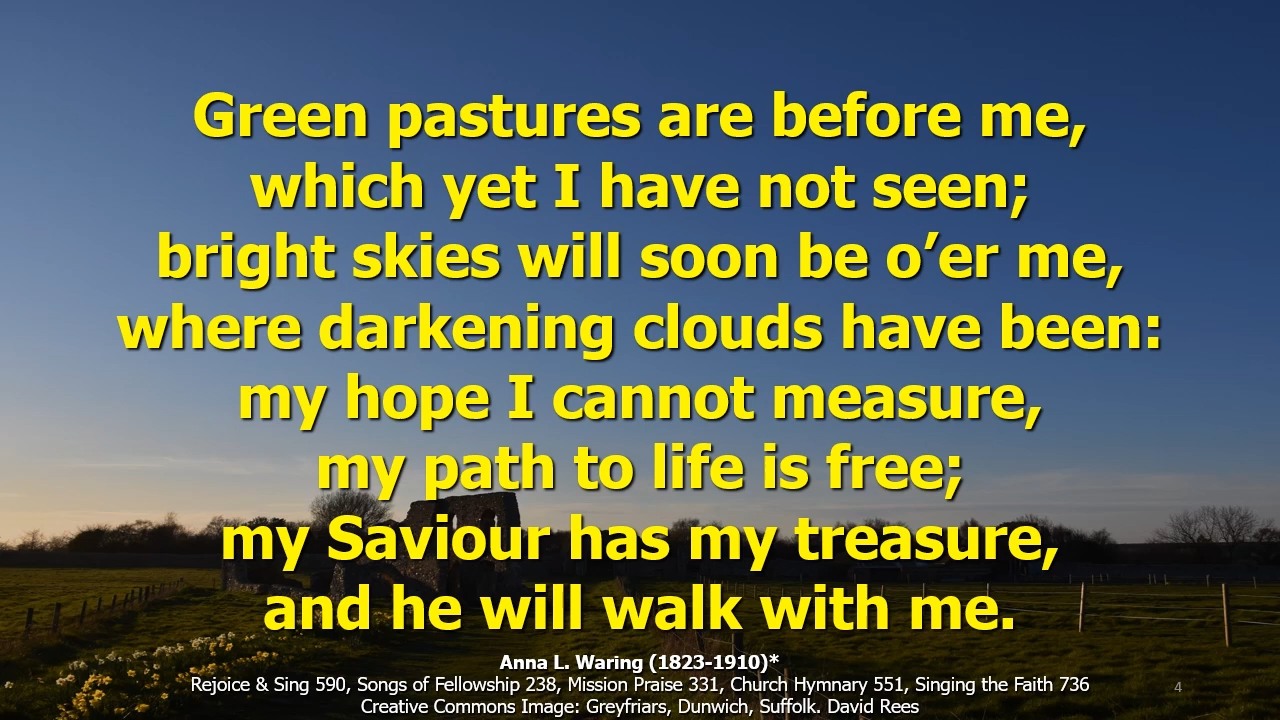 Green pastures are before me,
which yet I have not seen;
bright skies will soon be o’er me,
where darkening clouds have been:
my hope I cannot measure,
my path to life is free;
my Saviour has my treasure,
and he will walk with me.
Anna L. Waring (1823-1910)*
Rejoice & Sing 590, Songs of Fellowship 238, Mission Praise 331, Church Hymnary 551, Singing the Faith 736
4
Creative Commons Image: Greyfriars, Dunwich, Suffolk. David Rees